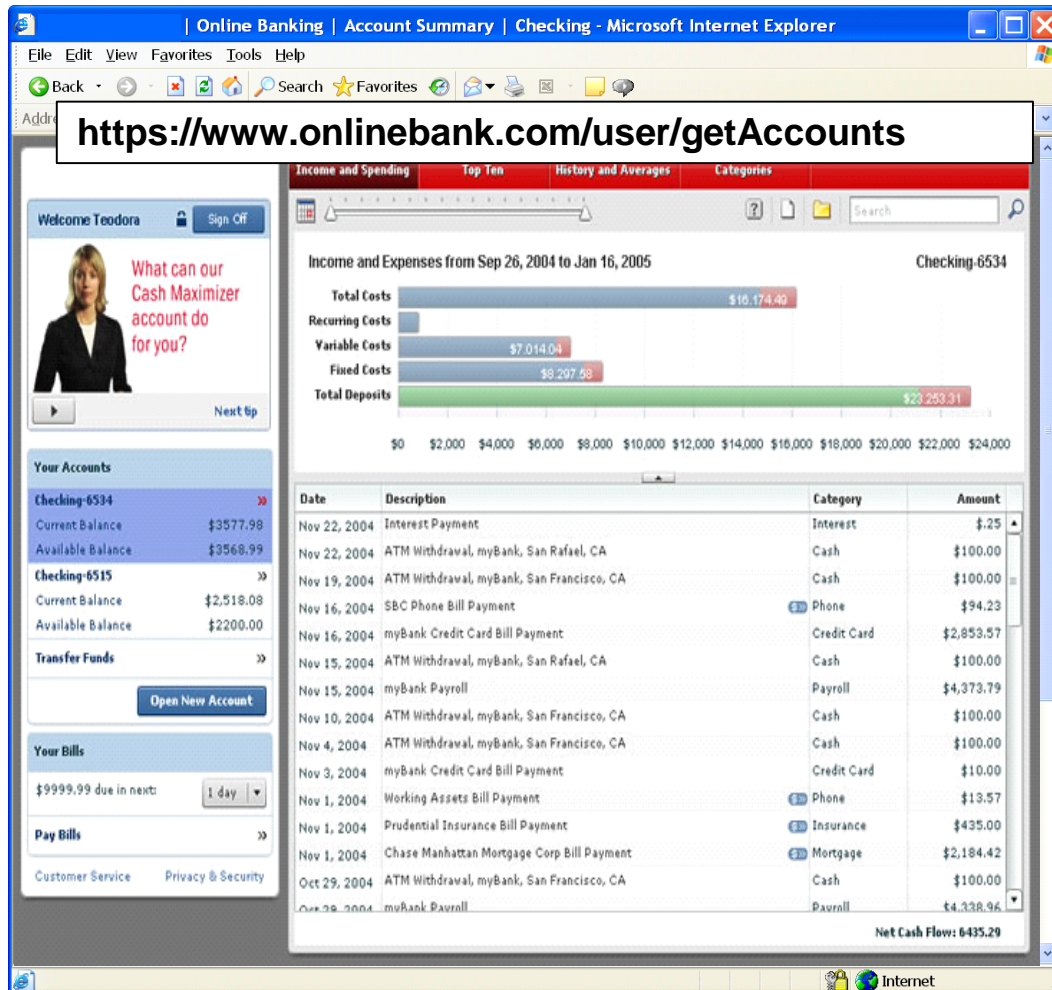 | Online Banking | Account Summary | Checking - Microsoft Internet Explorer
File Edit View Favorites Tools Help
Back Search Favorites
Addre
https://www.onlinebank.com/user/getAccounts
Income and Spending Top Ten History and Averages Categories
Welcome Teodora Sign Off
? Search
What can our
Cash Maximizer
account do
for you?
Next tip
Income and Expenses from Sep 26, 2004 to Jan 16, 2005 Checking-6534
Total Costs $16,174.49
Recurring Costs
Variable Costs $7,014.04
Fixed Costs $8,297.58
Total Deposits $23,253.31
$0 $2,000 $4,000 $6,000 $8,000 $10,000 $12,000 $14,000 $16,000 $18,000 $20,000 $22,000 $24,000
Your Accounts
Checking-6534 »
Current Balance $3577.98
Available Balance $3568.99
Checking-6515 »
Current Balance $2,518.08
Available Balance $2200.00
Transfer Funds »
Open New Account
Your Bills
$9999.99 due in next: 1 day
Pay Bills »
Customer Service Privacy & Security
Date Description Category Amount
Nov 22, 2004 Interest Payment Interest $.25
Nov 22, 2004 ATM Withdrawal, myBank, San Rafael, CA Cash $100.00
Nov 19, 2004 ATM Withdrawal, myBank, San Francisco, CA Cash $100.00
Nov 16, 2004 SBC Phone Bill Payment Phone $94.23
Nov 16, 2004 myBank Credit Card Bill Payment Credit Card $2,853.57
Nov 15, 2004 ATM Withdrawal, myBank, San Rafael, CA Cash $100.00
Nov 15, 2004 myBank Payroll Payroll $4,373.79
Nov 10, 2004 ATM Withdrawal, myBank, San Francisco, CA Cash $100.00
Nov 4, 2004 ATM Withdrawal, myBank, San Francisco, CA Cash $100.00
Nov 3, 2004 myBank Credit Card Bill Payment Credit Card $10.00
Nov 1, 2004 Working Assets Bill Payment Phone $13.57
Nov 1, 2004 Prudential Insurance Bill Payment Insurance $435.00
Nov 1, 2004 Chase Manhattan Mortgage Corp Bill Payment Mortgage $2,184.42
Oct 29, 2004 ATM Withdrawal, myBank, San Francisco, CA Cash $100.00
Oct 29, 2004 myBank Payroll Payroll $4,338.96
Net Cash Flow: 6435.29
Internet